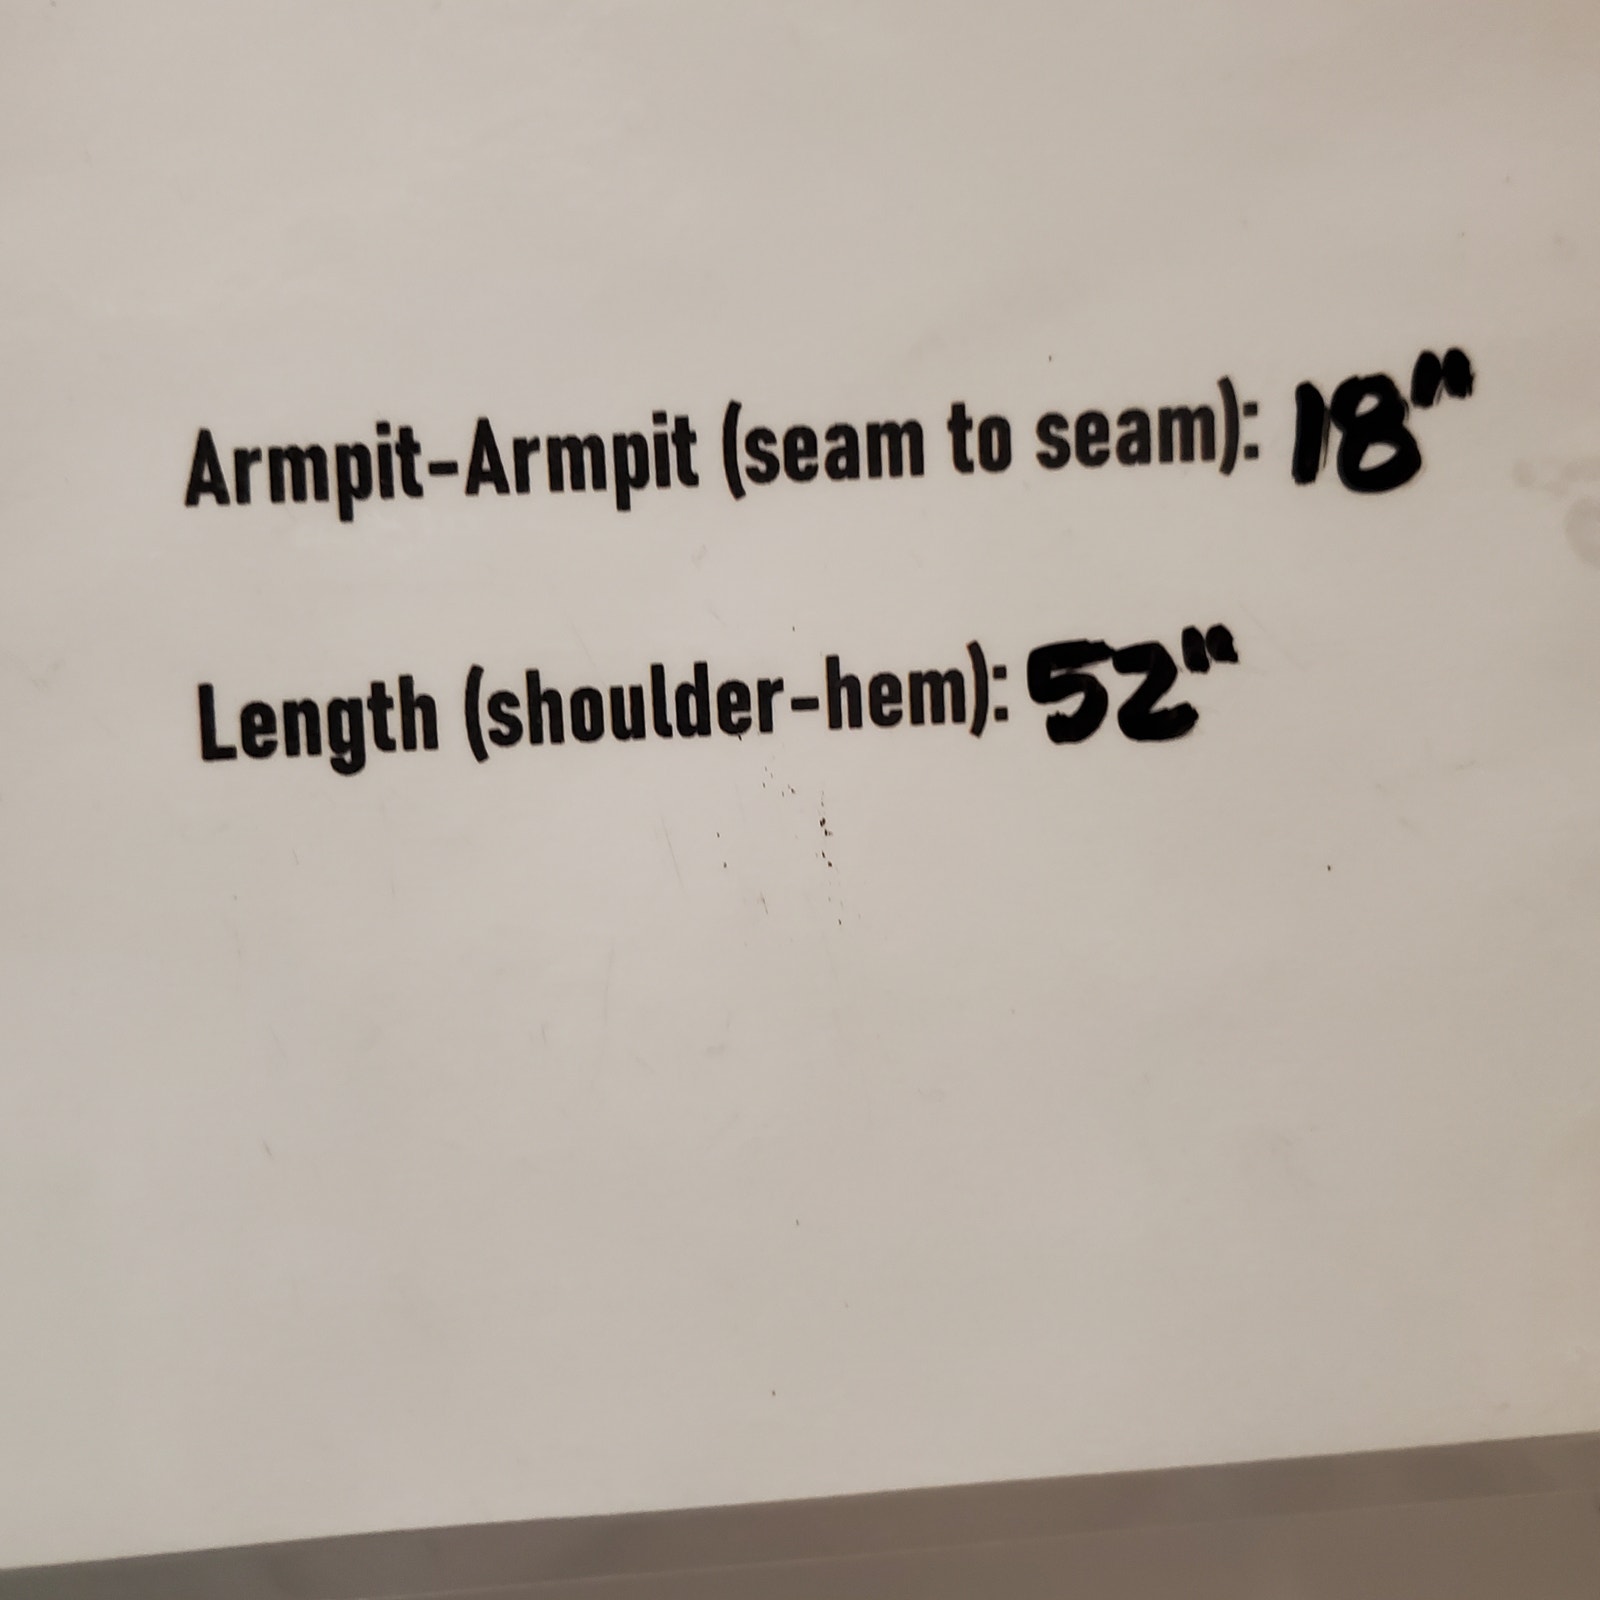 Armpit-Armpit (seam to seam): 18"
Length (shoulder-hem): 52"